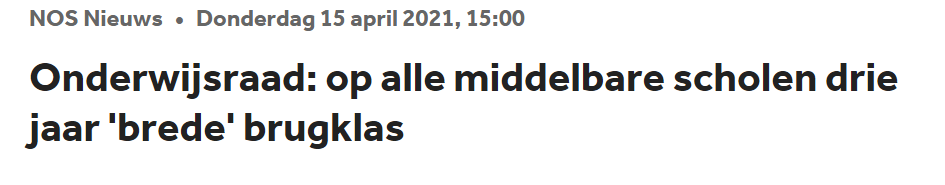 NOS Nieuws • Donderdag 15 april 2021, 15:00
Onderwijsraad: op alle middelbare scholen drie
jaar 'brede' brugklas